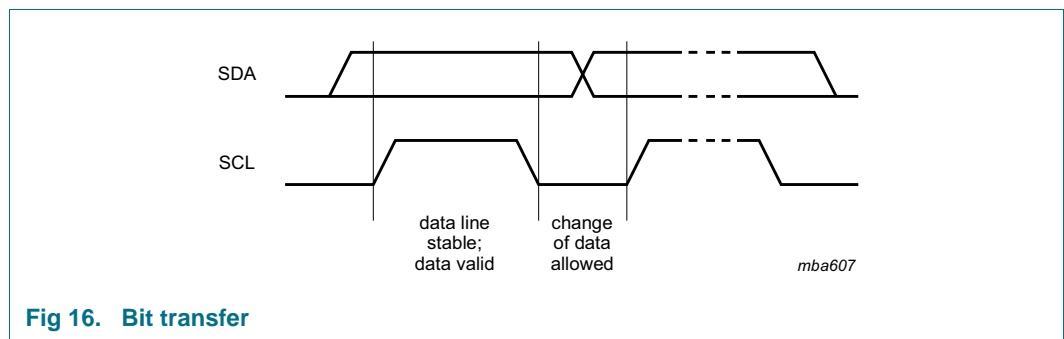 SDA
SCL
data line
stable;
data valid
change
of data
allowed
mba607
Fig 16. Bit transfer